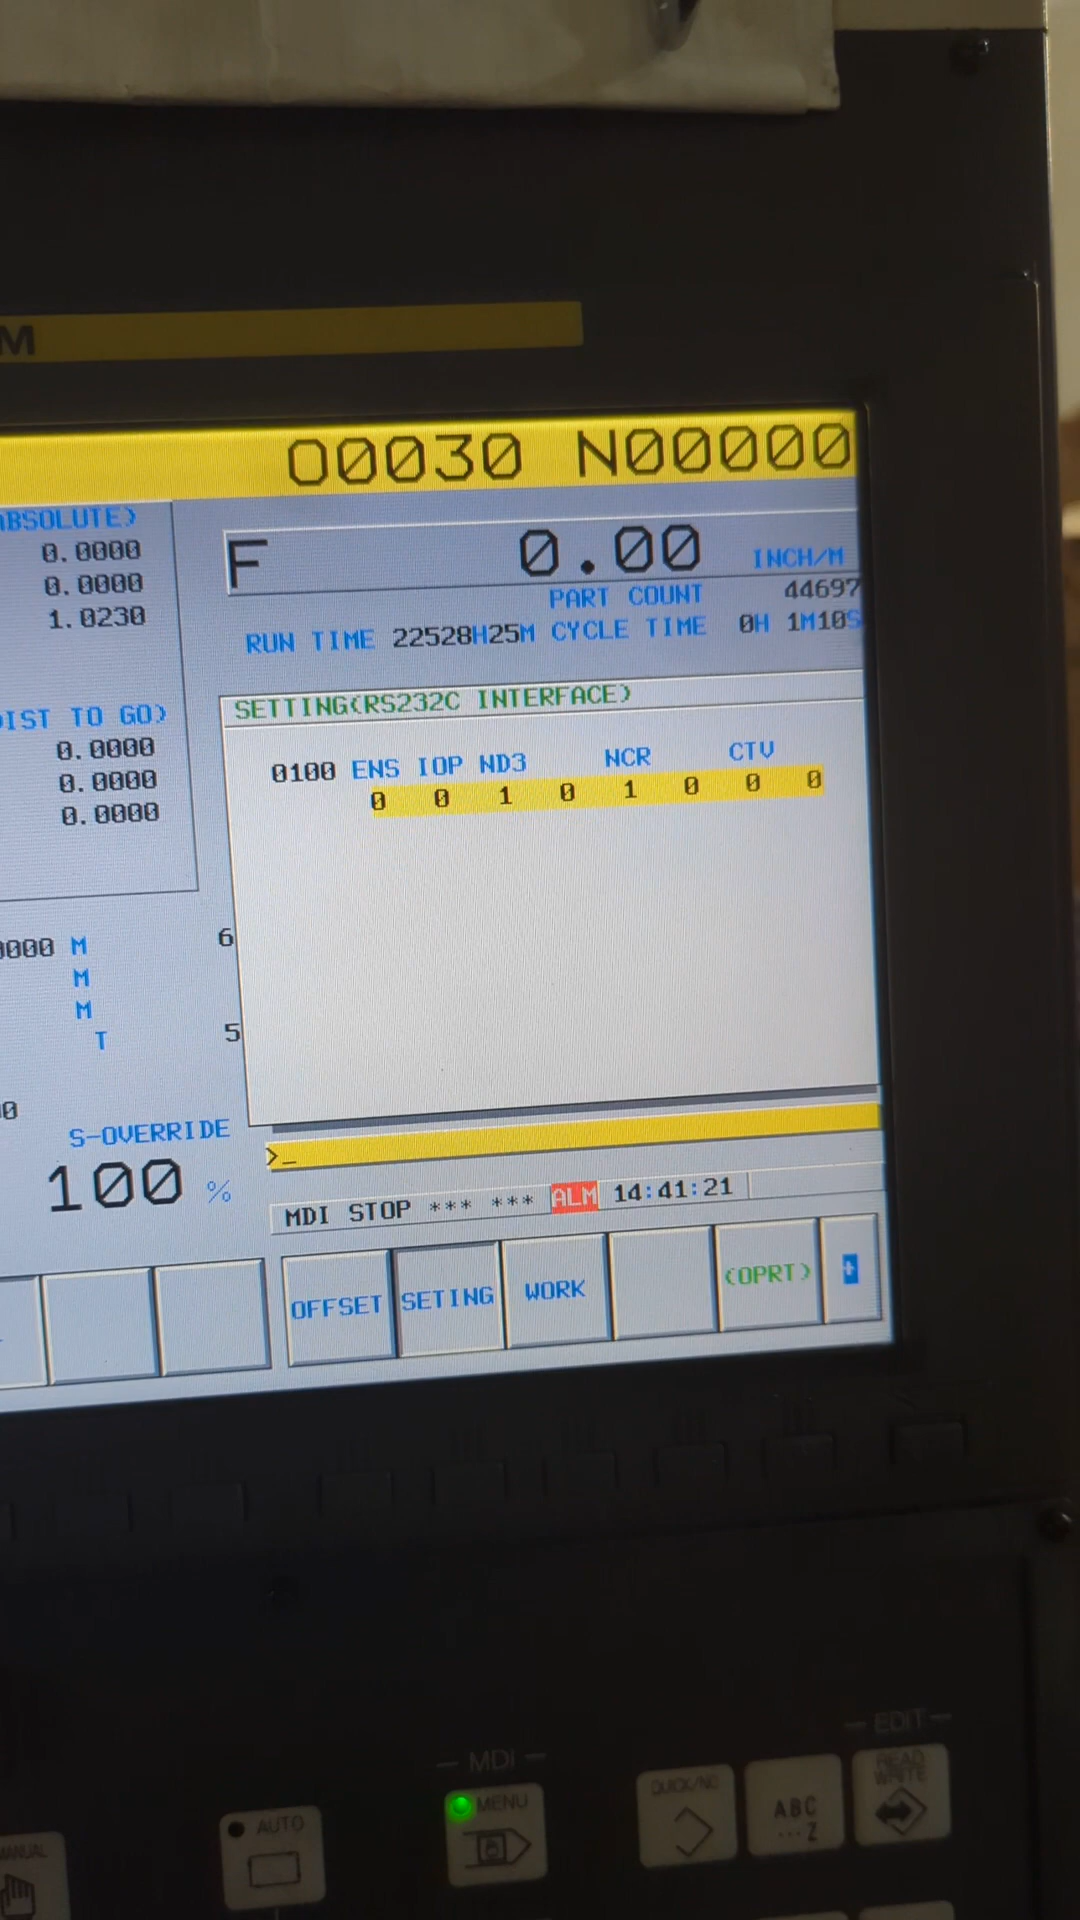 M
O0030 N00000
ABSOLUTE)
0.0000
0.0000
1.0230
F 0.00 INCH/M
PART COUNT 44697
RUN TIME 22528H25M CYCLE TIME 0H 1M10S
DIST TO GO)
0.0000
0.0000
0.0000
SETTING(RS232C INTERFACE)
0100 ENS IOP ND3 NCR CTV
0 0 1 0 1 0 0 0
0000 M 6
M
M
T 5
0
S-OVERRIDE
100 %
>_
MDI STOP *** *** ALM 14:41:21
OFFSET SETING WORK (OPRT) +
EDIT
MDI
MANUAL
AUTO
MENU
QUICK/NC
ABC
...Z
READ
WRITE